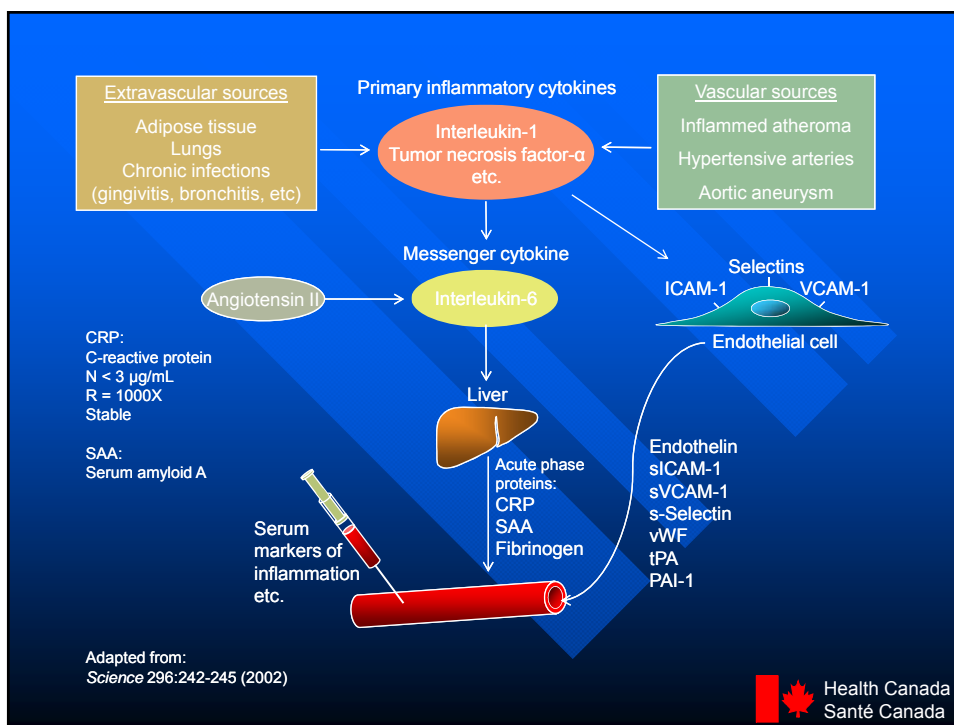 Extravascular sources
Adipose tissue
Lungs
Chronic infections
(gingivitis, bronchitis, etc)
Primary inflammatory cytokines
Interleukin-1
Tumor necrosis factor-α
etc.
Vascular sources
Inflammed atheroma
Hypertensive arteries
Aortic aneurysm
Messenger cytokine
Angiotensin II
Interleukin-6
Selectins
ICAM-1
VCAM-1
Endothelial cell
CRP:
C-reactive protein
N < 3 µg/mL
R = 1000X
Stable
SAA:
Serum amyloid A
Liver
Acute phase
proteins:
CRP
SAA
Fibrinogen
Endothelin
sICAM-1
sVCAM-1
s-Selectin
vWF
tPA
PAI-1
Serum
markers of
inflammation
etc.
Adapted from:
Science 296:242-245 (2002)
Health Canada
Santé Canada